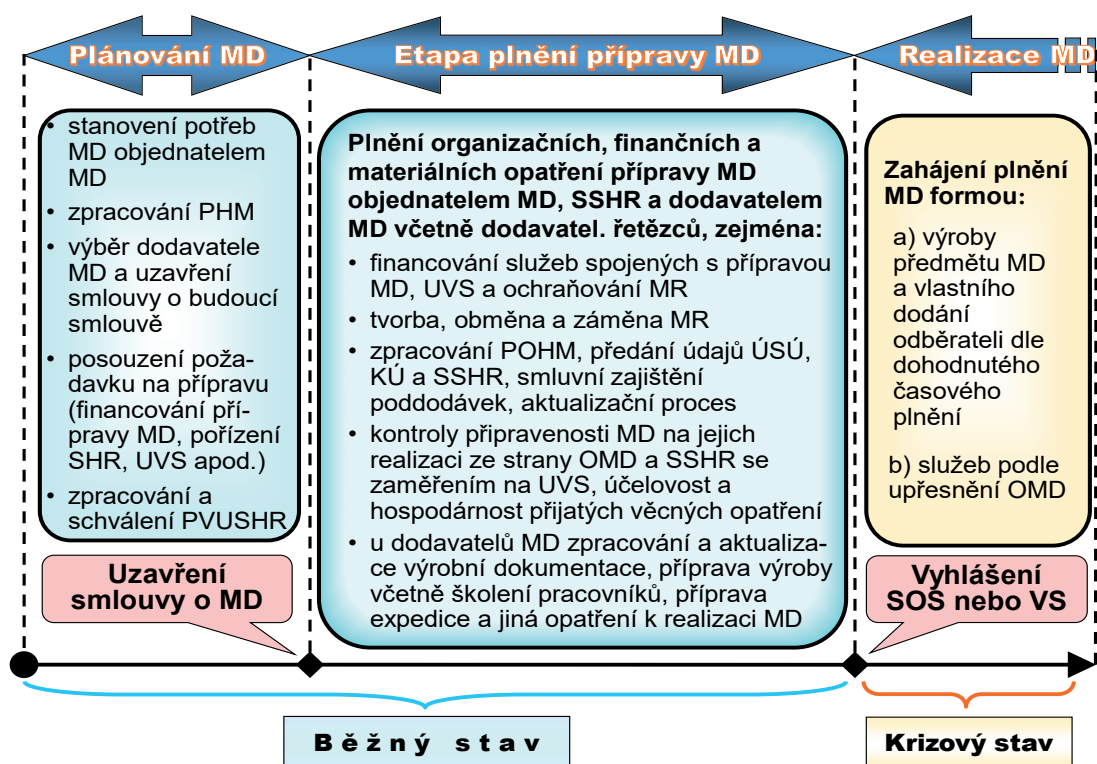 Plánování MD
Etapa plnění přípravy MD
Realizace MD
• stanovení potřeb
MD objednatelem
MD
• zpracování PHM
• výběr dodavatele
MD a uzavření
smlouvy o budoucí
smlouvě
• posouzení poža-
davku na přípravu
(financování pří-
pravy MD, pořízení
SHR, UVS apod.)
• zpracování a
schválení PVUSHR
Plnění organizačních, finančních a
materiálních opatření přípravy MD
objednatelem MD, SSHR a dodavatelem
MD včetně dodavatel. řetězců, zejména:
• financování služeb spojených s přípravou
MD, UVS a ochraňování MR
• tvorba, obměna a záměna MR
• zpracování POHM, předání údajů ÚSÚ,
KÚ a SSHR, smluvní zajištění
poddodávek, aktualizační proces
• kontroly připravenosti MD na jejich
realizaci ze strany OMD a SSHR se
zaměřením na UVS, účelovost a
hospodárnost přijatých věcných opatření
• u dodavatelů MD zpracování a aktualiza-
ce výrobní dokumentace, příprava výroby
včetně školení pracovníků, příprava
expedice a jiná opatření k realizaci MD
Zahájení plnění
MD formou:
a) výroby
předmětu MD
a vlastního
dodání
odběrateli dle
dohodnutého
časového
plnění
b) služeb podle
upřesnění OMD
Uzavření
smlouvy o MD
Vyhlášení
SOS nebo VS
Běžný stav
Krizový stav